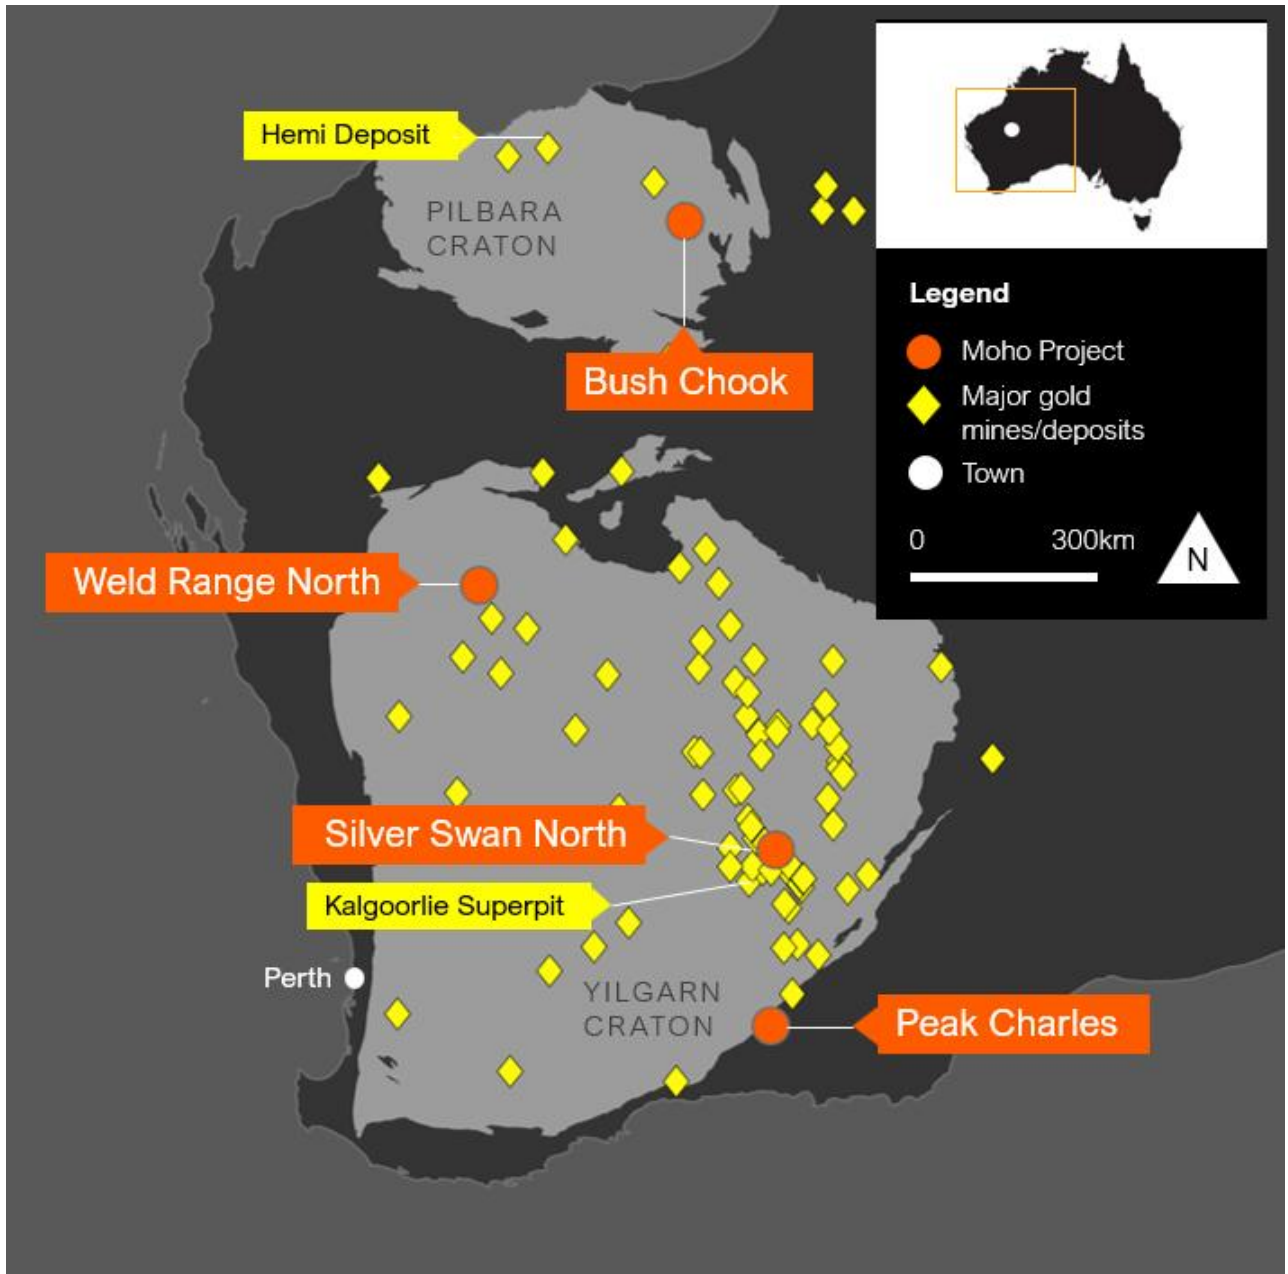 Hemi Deposit
PILBARA
CRATON
Bush Chook
Legend
Moho Project
Major gold
mines/deposits
Town
0 300km
N
Weld Range North
Silver Swan North
Kalgoorlie Superpit
Perth
YILGARN
CRATON
Peak Charles